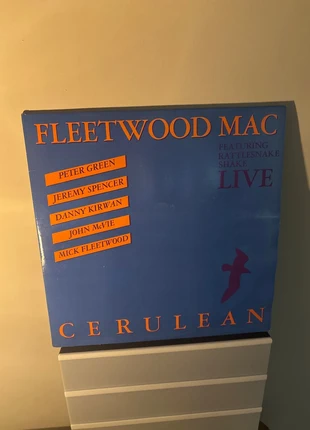 FLEETWOOD MAC
FEATURING
RATTLESNAKE
SHAKE
LIVE
PETER GREEN
JEREMY SPENCER
DANNY KIRWAN
JOHN McVIE
MICK FLEETWOOD
CERULEAN